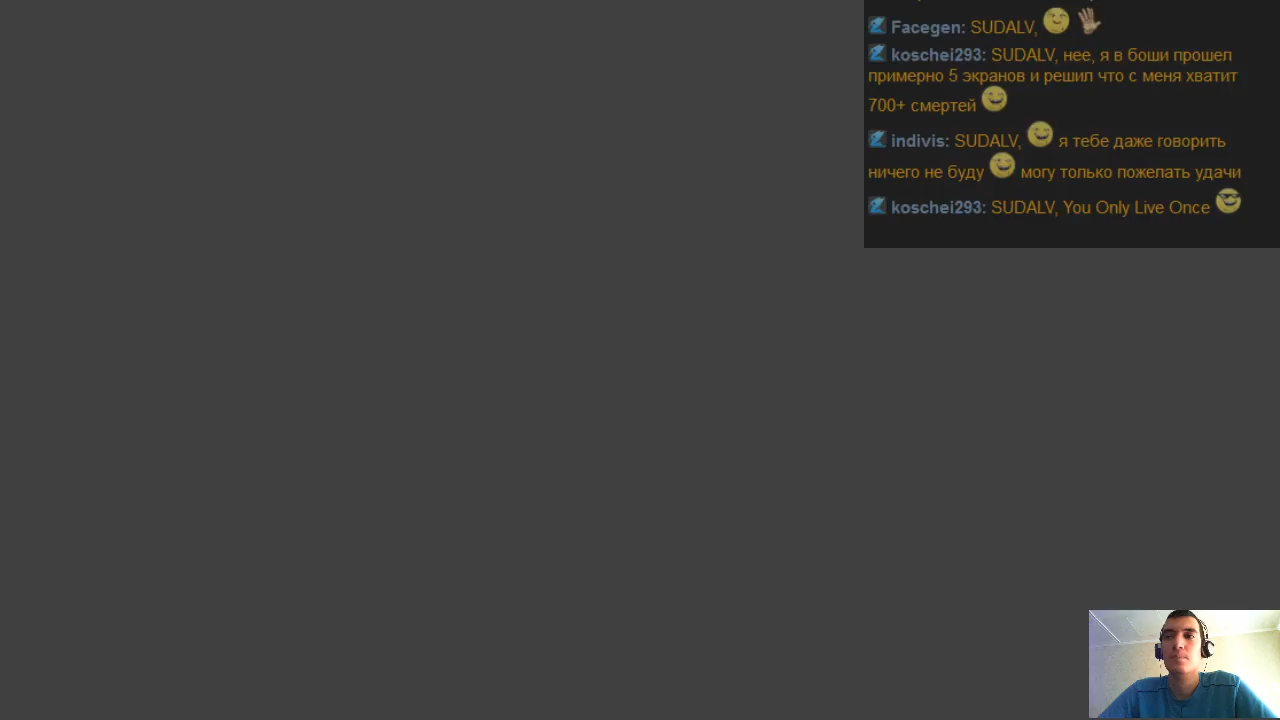 Facegen: SUDALV,
koschei293: SUDALV, нее, я в боши прошел
примерно 5 экранов и решил что с меня хватит
700+ смертей
indivis: SUDALV, я тебе даже говорить
ничего не буду могу только пожелать удачи
koschei293: SUDALV, You Only Live Once